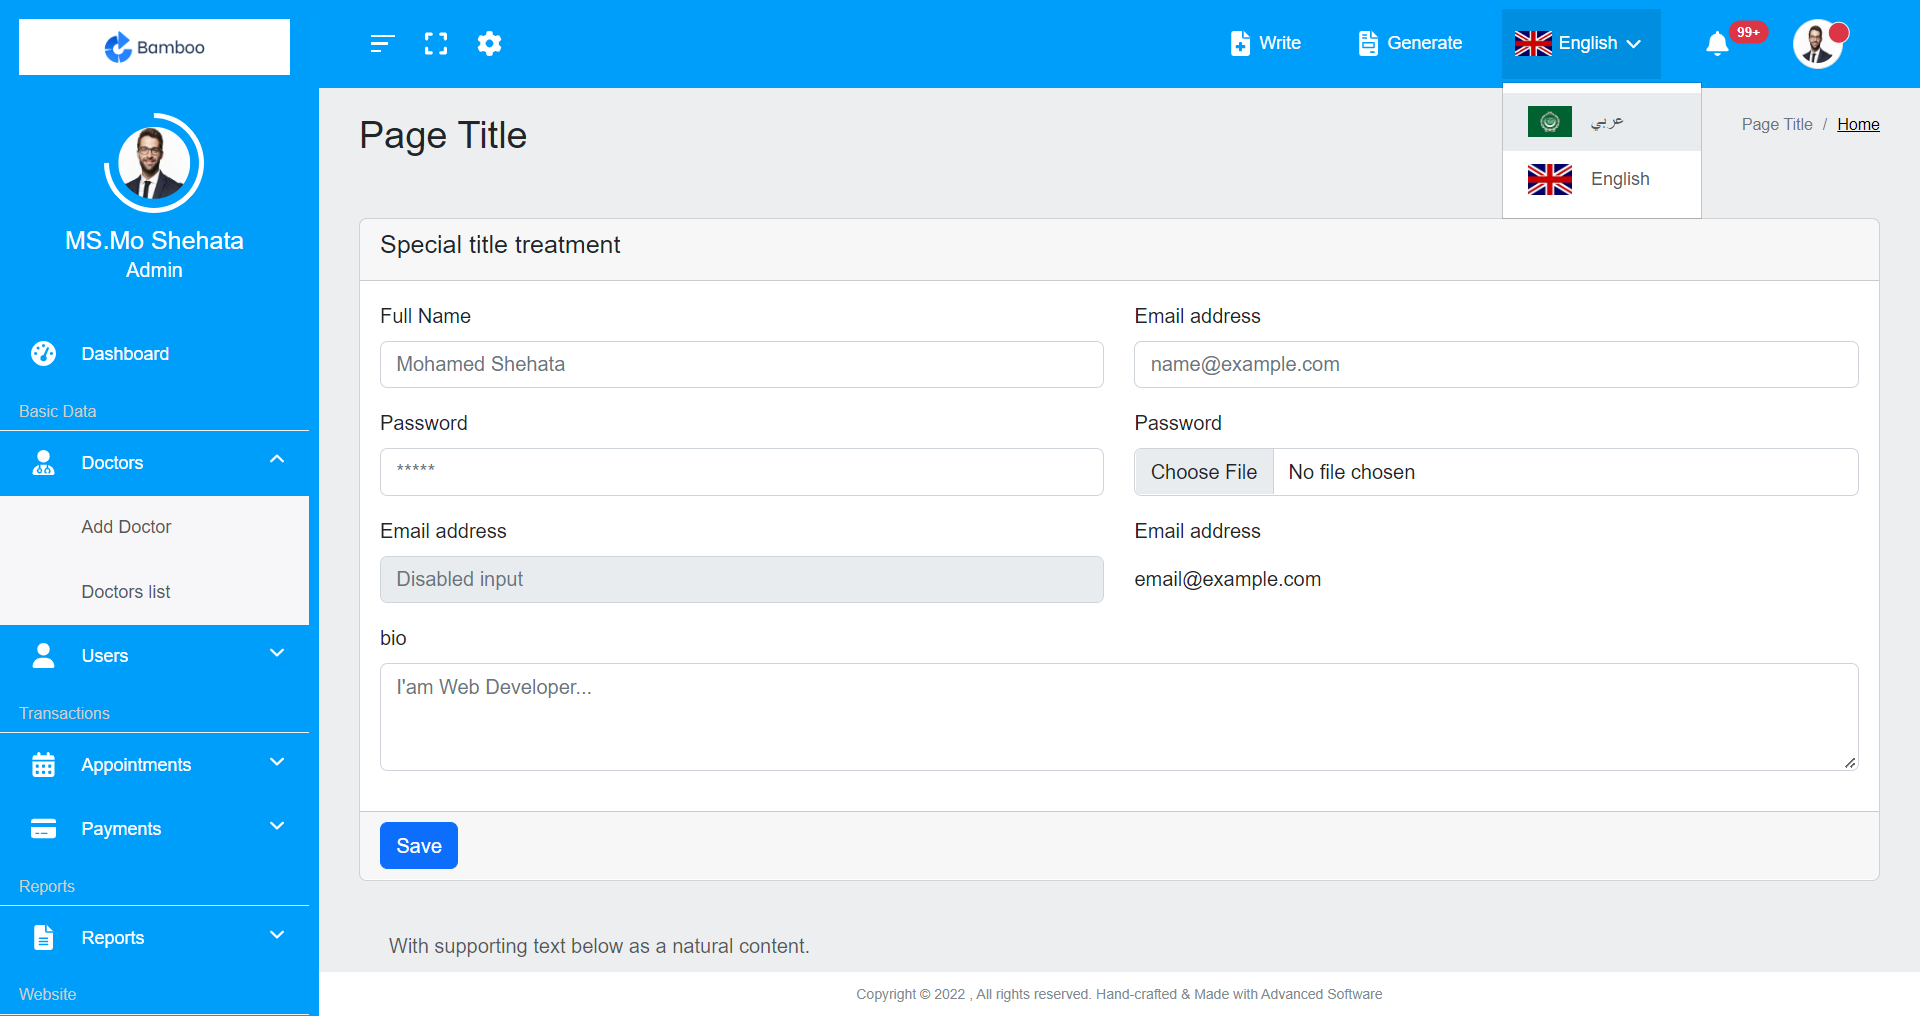 Bamboo
Write
Generate
English
99+
عربي
English
MS.Mo Shehata
Admin
Dashboard
Basic Data
Doctors
Add Doctor
Doctors list
Users
Transactions
Appointments
Payments
Reports
Reports
Website
Page Title
Page Title / Home
Special title treatment
Full Name
Mohamed Shehata
Email address
name@example.com
Password
*****
Password
Choose File No file chosen
Email address
Disabled input
Email address
email@example.com
bio
I'am Web Developer...
Save
With supporting text below as a natural content.
Copyright © 2022 , All rights reserved. Hand-crafted & Made with Advanced Software